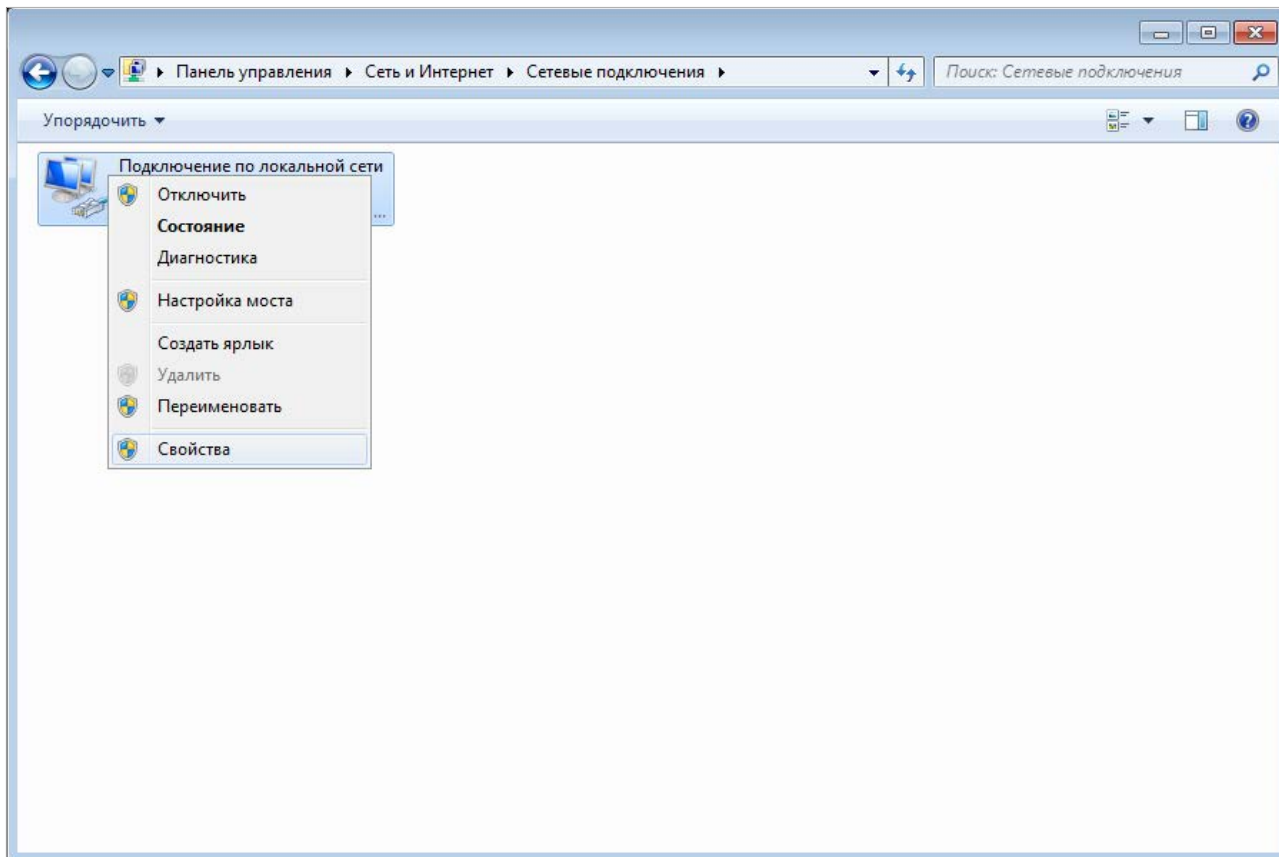 Панель управления Сеть и Интернет Сетевые подключения Поиск: Сетевые подключения
Упорядочить
Подключение по локальной сети
Отключить
...
Состояние
Диагностика
Настройка моста
Создать ярлык
Удалить
Переименовать
Свойства